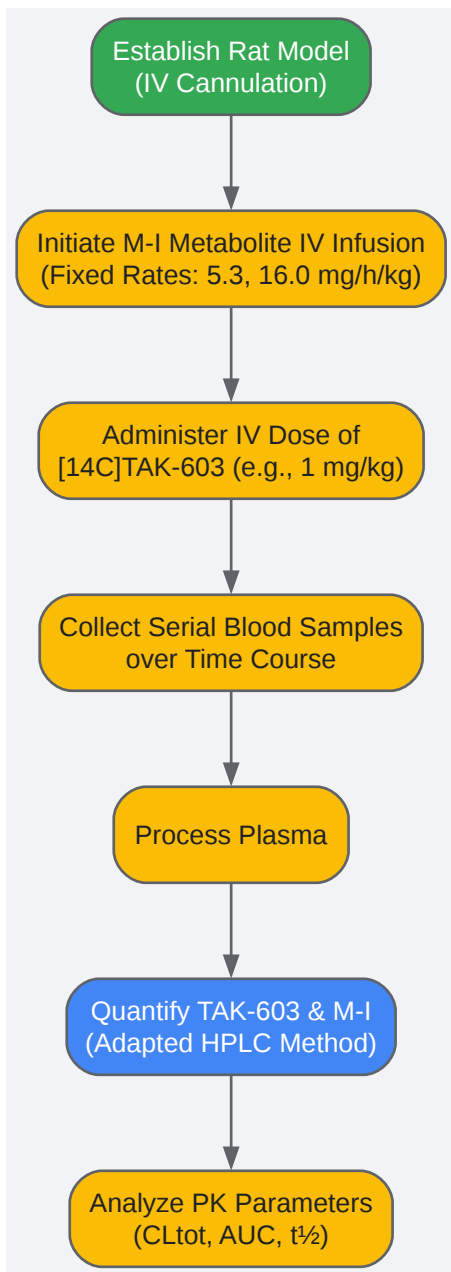 Establish Rat Model
(IV Cannulation)
Initiate M-I Metabolite IV Infusion
(Fixed Rates: 5.3, 16.0 mg/h/kg)
Administer IV Dose of
[14C]TAK-603 (e.g., 1 mg/kg)
Collect Serial Blood Samples
over Time Course
Process Plasma
Quantify TAK-603 & M-I
(Adapted HPLC Method)
Analyze PK Parameters
(CLtot, AUC, t½)